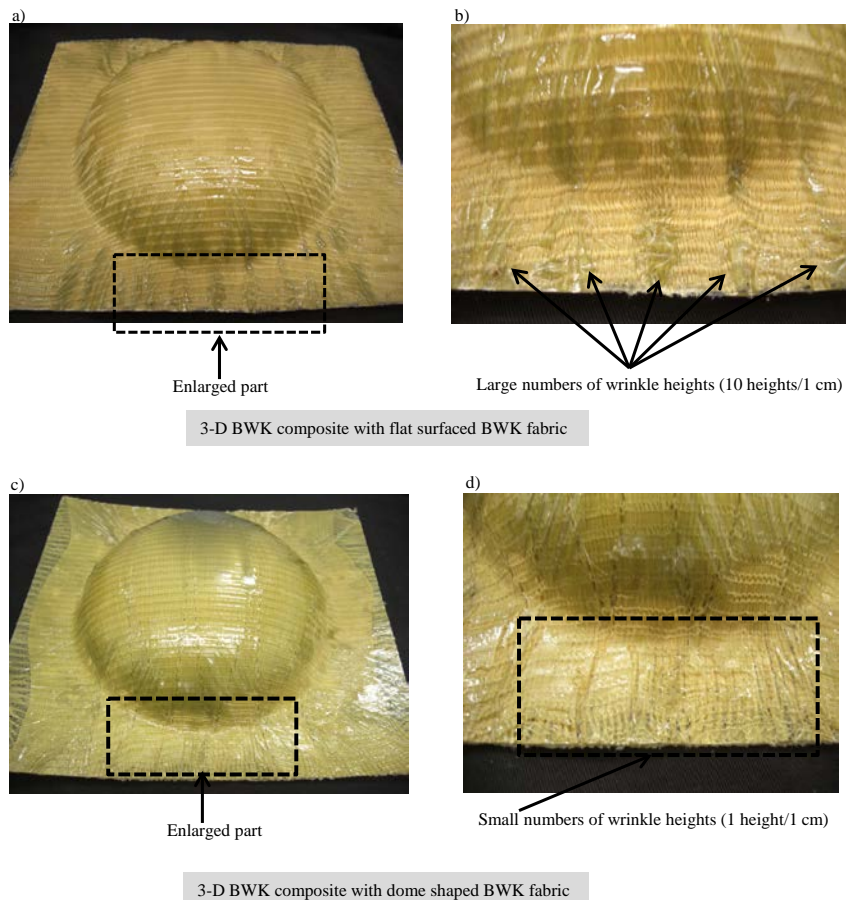 a)
b)
Enlarged part
Large numbers of wrinkle heights (10 heights/1 cm)
3-D BWK composite with flat surfaced BWK fabric
c)
d)
Enlarged part
Small numbers of wrinkle heights (1 height/1 cm)
3-D BWK composite with dome shaped BWK fabric